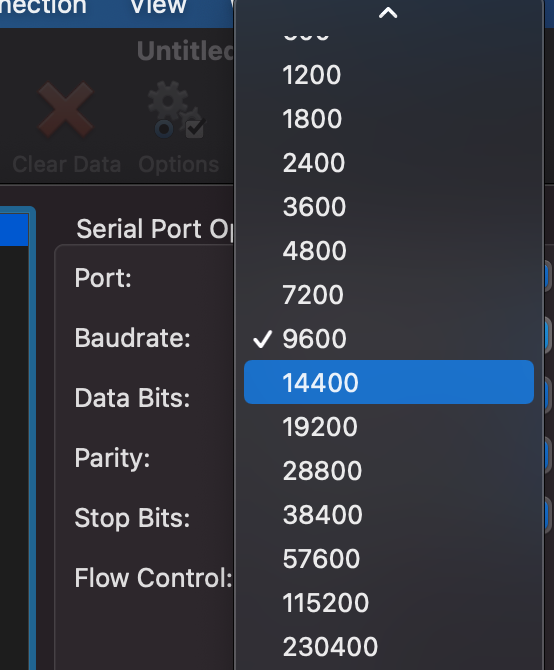 nection View
Untitled
Clear Data Options
Serial Port Op
Port:
Baudrate:
Data Bits:
Parity:
Stop Bits:
Flow Control:
1200
1800
2400
3600
4800
7200
9600
14400
19200
28800
38400
57600
115200
230400